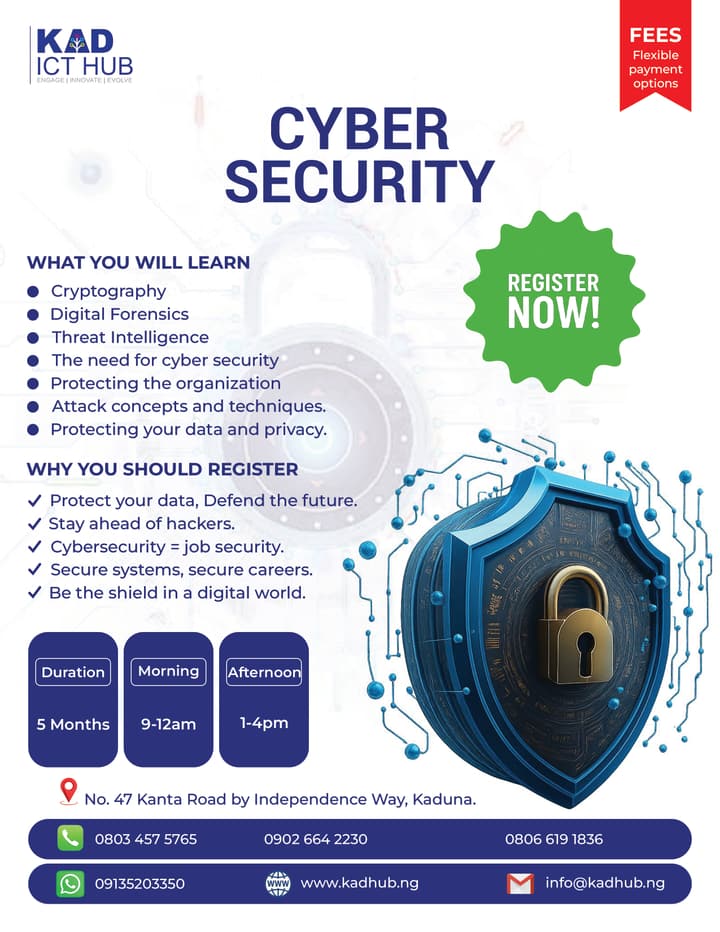 KAD
ICT HUB
ENGAGE | INNOVATE | EVOLVE
FEES
Flexible
payment
options
CYBER
SECURITY
WHAT YOU WILL LEARN
Cryptography
Digital Forensics
Threat Intelligence
The need for cyber security
Protecting the organization
Attack concepts and techniques.
Protecting your data and privacy.
REGISTER
NOW!
WHY YOU SHOULD REGISTER
Protect your data, Defend the future.
Stay ahead of hackers.
Cybersecurity = job security.
Secure systems, secure careers.
Be the shield in a digital world.
Duration
5 Months
Morning
9-12am
Afternoon
1-4pm
No. 47 Kanta Road by Independence Way, Kaduna.
0803 457 5765 0902 664 2230 0806 619 1836
09135203350 www.kadhub.ng info@kadhub.ng